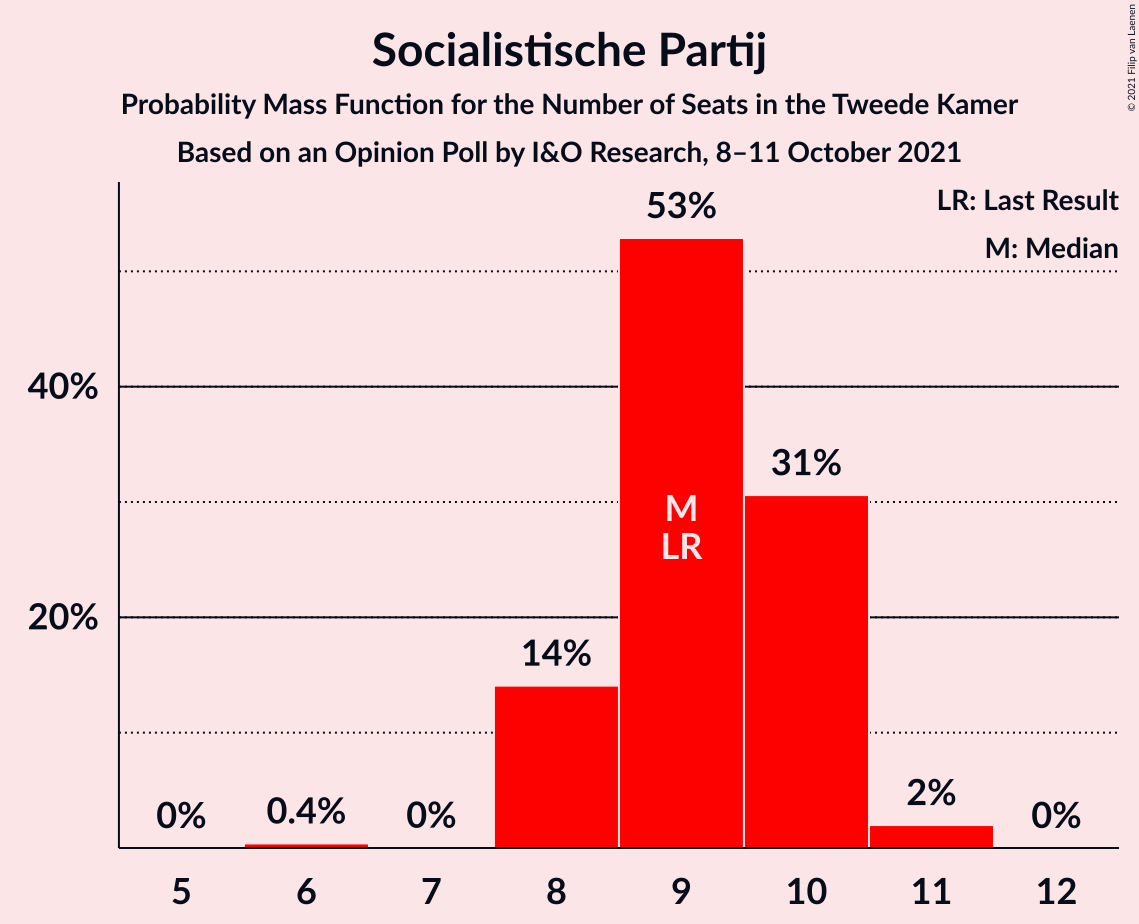 Socialistische Partij
Probability Mass Function for the Number of Seats in the Tweede Kamer
Based on an Opinion Poll by I&O Research, 8–11 October 2021
© 2021 Filip van Laenen
LR: Last Result
M: Median
53%
40%
31%
M
LR
20%
14%
0%
0.4%
0%
2%
0%
5
6
7
8
9
10
11
12